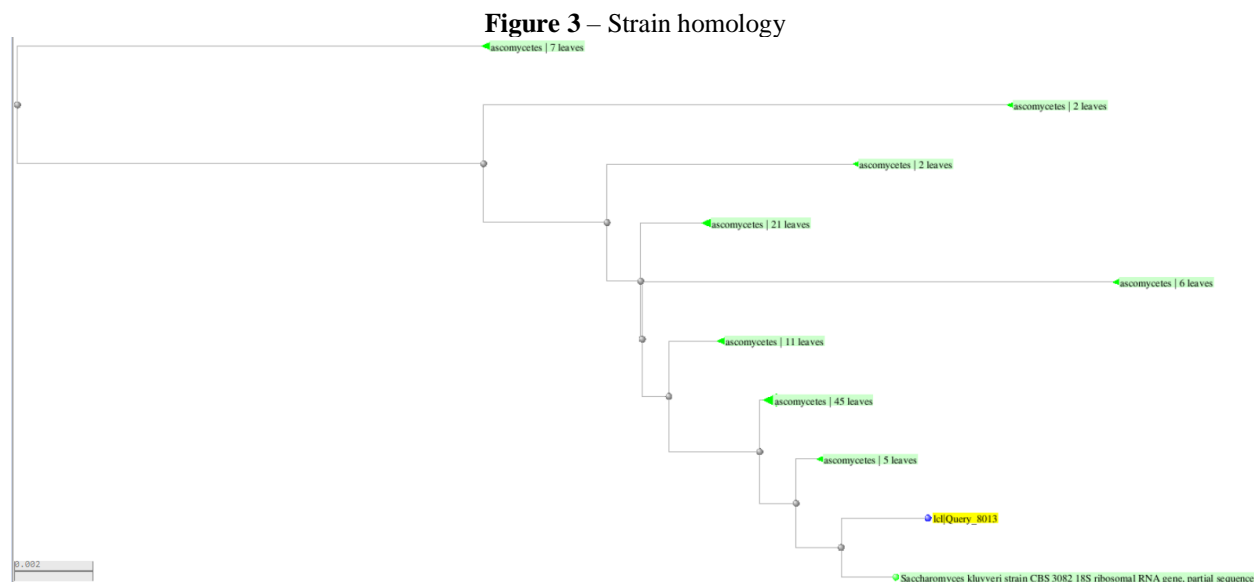 Figure 3 – Strain homology
ascomycetes | 7 leaves
ascomycetes | 2 leaves
ascomycetes | 2 leaves
ascomycetes | 21 leaves
ascomycetes | 6 leaves
ascomycetes | 11 leaves
ascomycetes | 45 leaves
ascomycetes | 5 leaves
lcl|Query_8013
0.002
Saccharomyces kluyveri strain CBS 3082 18S ribosomal RNA gene, partial sequence